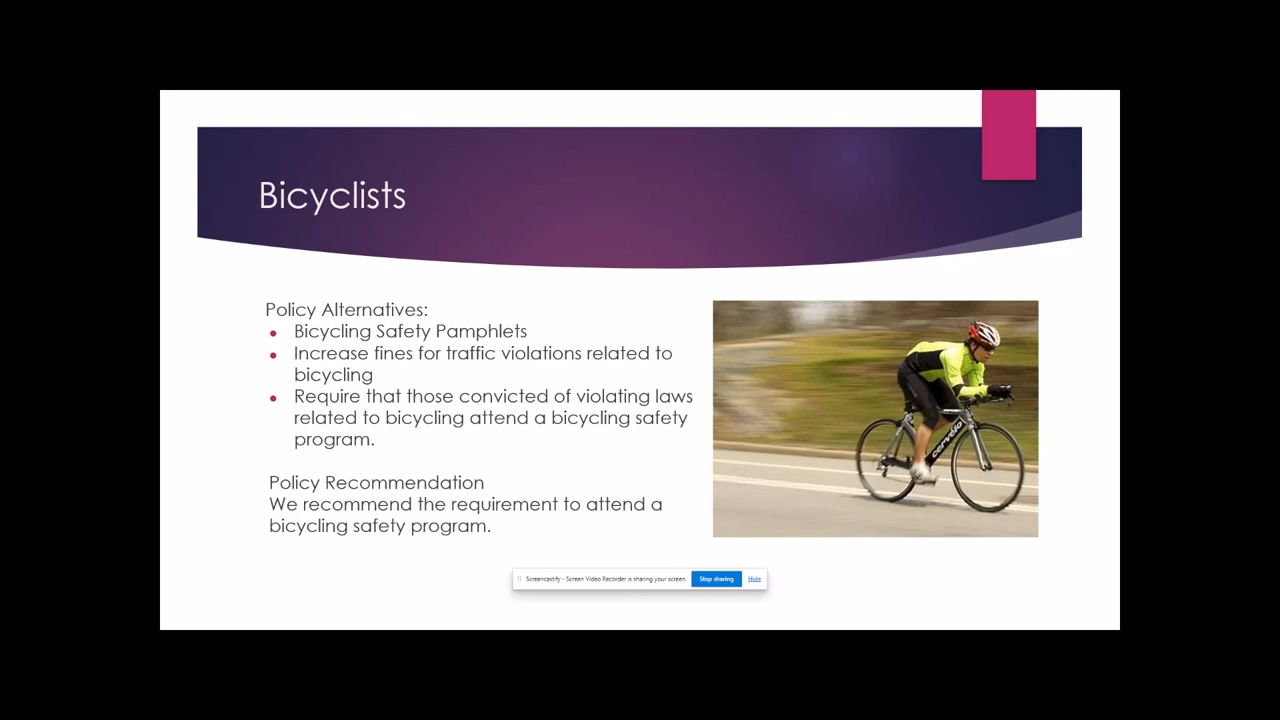 Bicyclists
Policy Alternatives:
Bicycling Safety Pamphlets
Increase fines for traffic violations related to
bicycling
Require that those convicted of violating laws
related to bicycling attend a bicycling safety
program.
Policy Recommendation
We recommend the requirement to attend a
bicycling safety program.
cervélo
Screencastify - Screen Video Recorder is sharing your screen.
Stop sharing
Hide